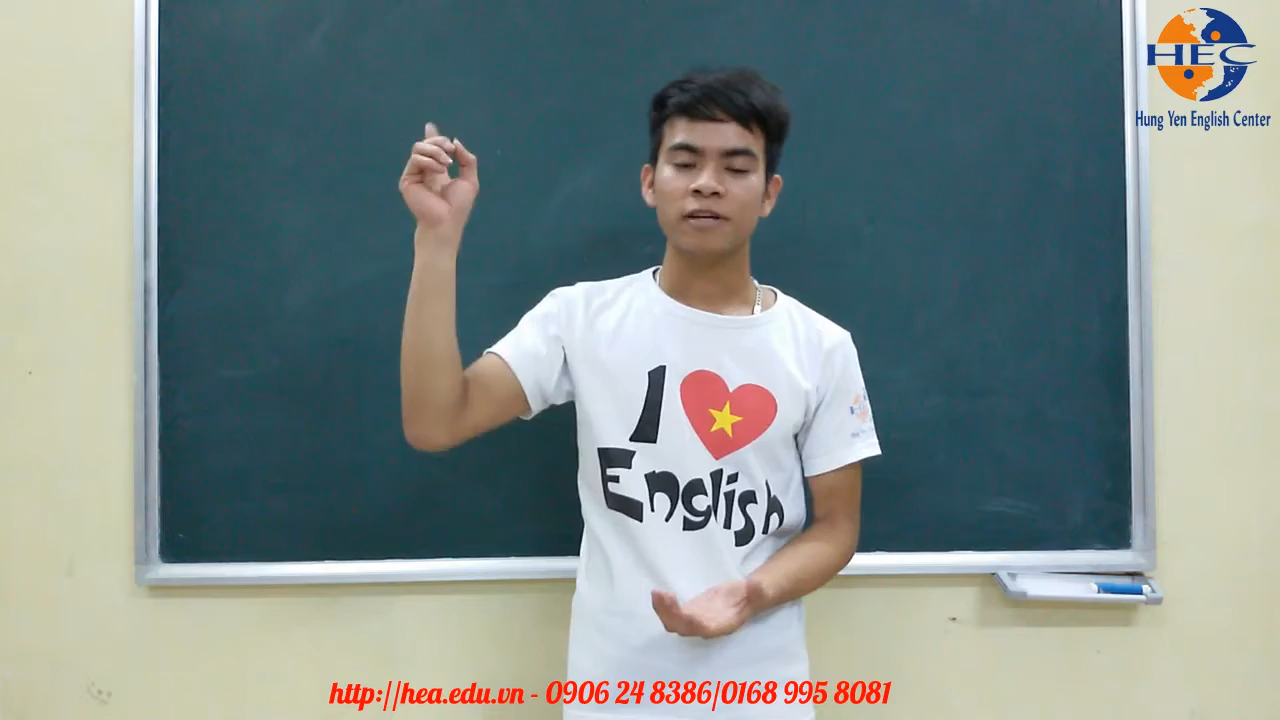 HEC
Hung Yen English Center
I
English
http://hea.edu.vn - 0906 24 8386/0168 995 8081